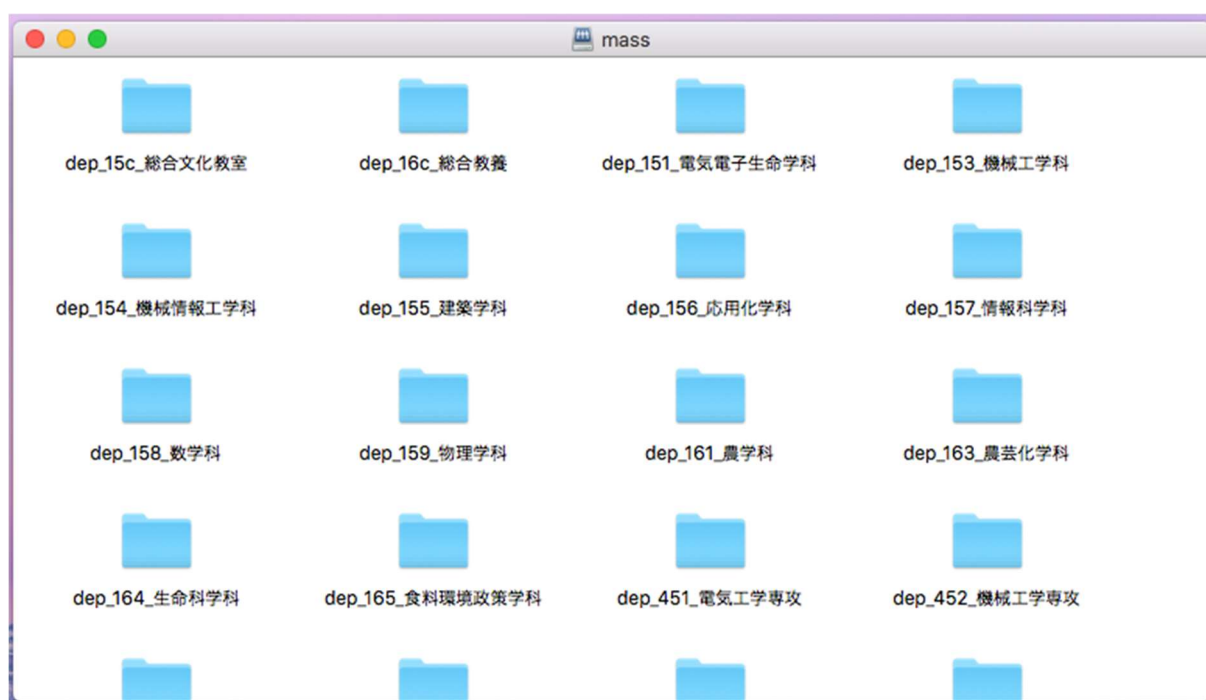 mass
dep_15c_総合文化教室
dep_16c_総合教養
dep_151_電気電子生命学科
dep_153_機械工学科
dep_154_機械情報工学科
dep_155_建築学科
dep_156_応用化学科
dep_157_情報科学科
dep_158_数学科
dep_159_物理学科
dep_161_農学科
dep_163_農芸化学科
dep_164_生命科学科
dep_165_食料環境政策学科
dep_451_電気工学専攻
dep_452_機械工学専攻